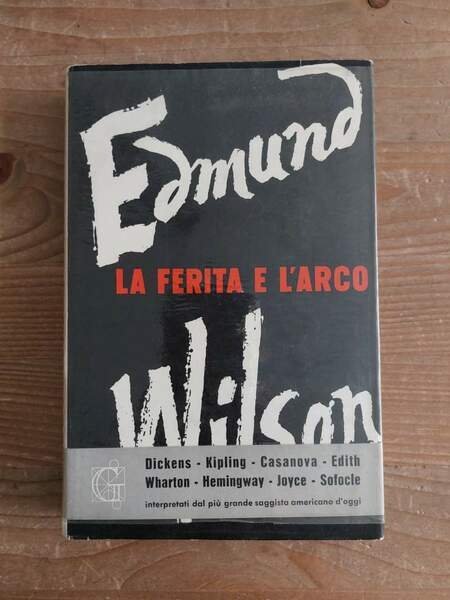 Edmund
LA FERITA E L'ARCO
Wilson
Dickens - Kipling - Casanova - Edith
Wharton - Hemingway - Joyce - Sofocle
interpretati dal più grande saggista americano d'oggi